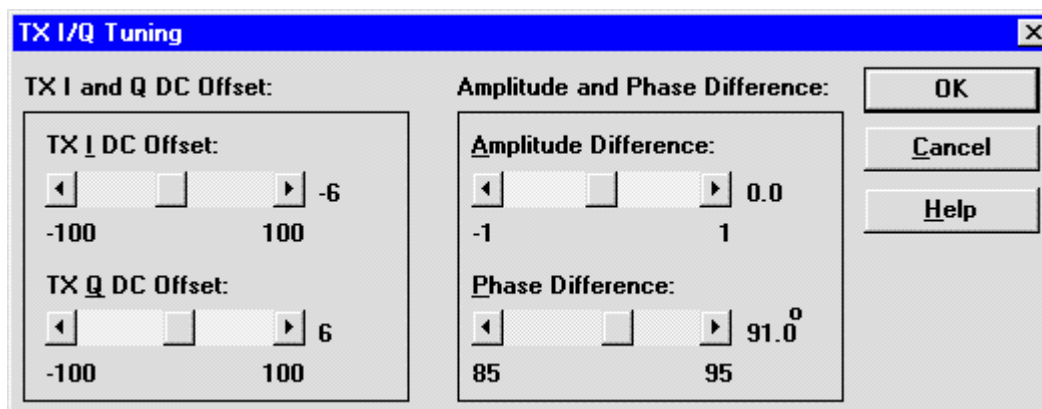 TX I/Q Tuning
TX I and Q DC Offset:
TX I DC Offset:
-6
-100 100
TX Q DC Offset:
6
-100 100
Amplitude and Phase Difference:
Amplitude Difference:
0.0
-1 1
Phase Difference:
91.0°
85 95
OK
Cancel
Help